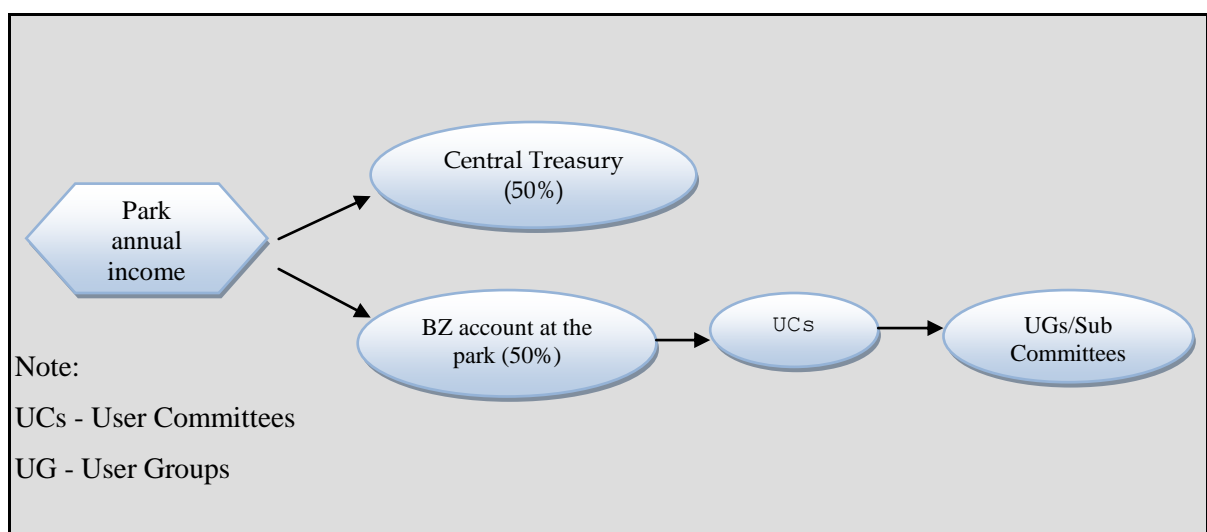 Central Treasury
(50%)
Park
annual
income
BZ account at the
park (50%)
UCs
UGs/Sub
Committees
Note:
UCs - User Committees
UG - User Groups